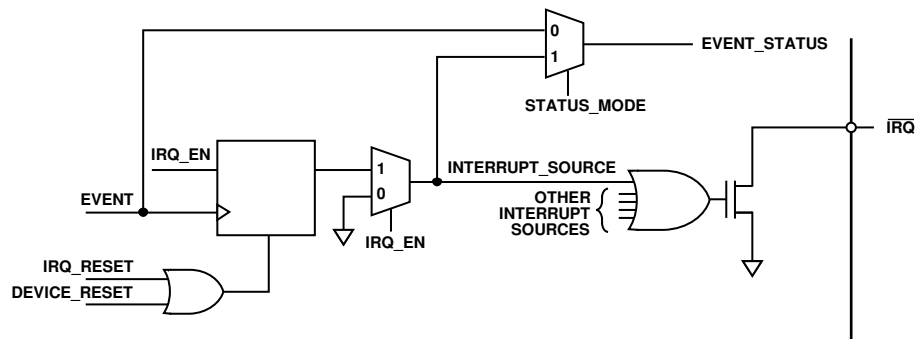 0
1
EVENT_STATUS
STATUS_MODE
IRQ
IRQ_EN
1
0
INTERRUPT_SOURCE
EVENT
OTHER
INTERRUPT
SOURCES
IRQ_EN
IRQ_RESET
DEVICE_RESET